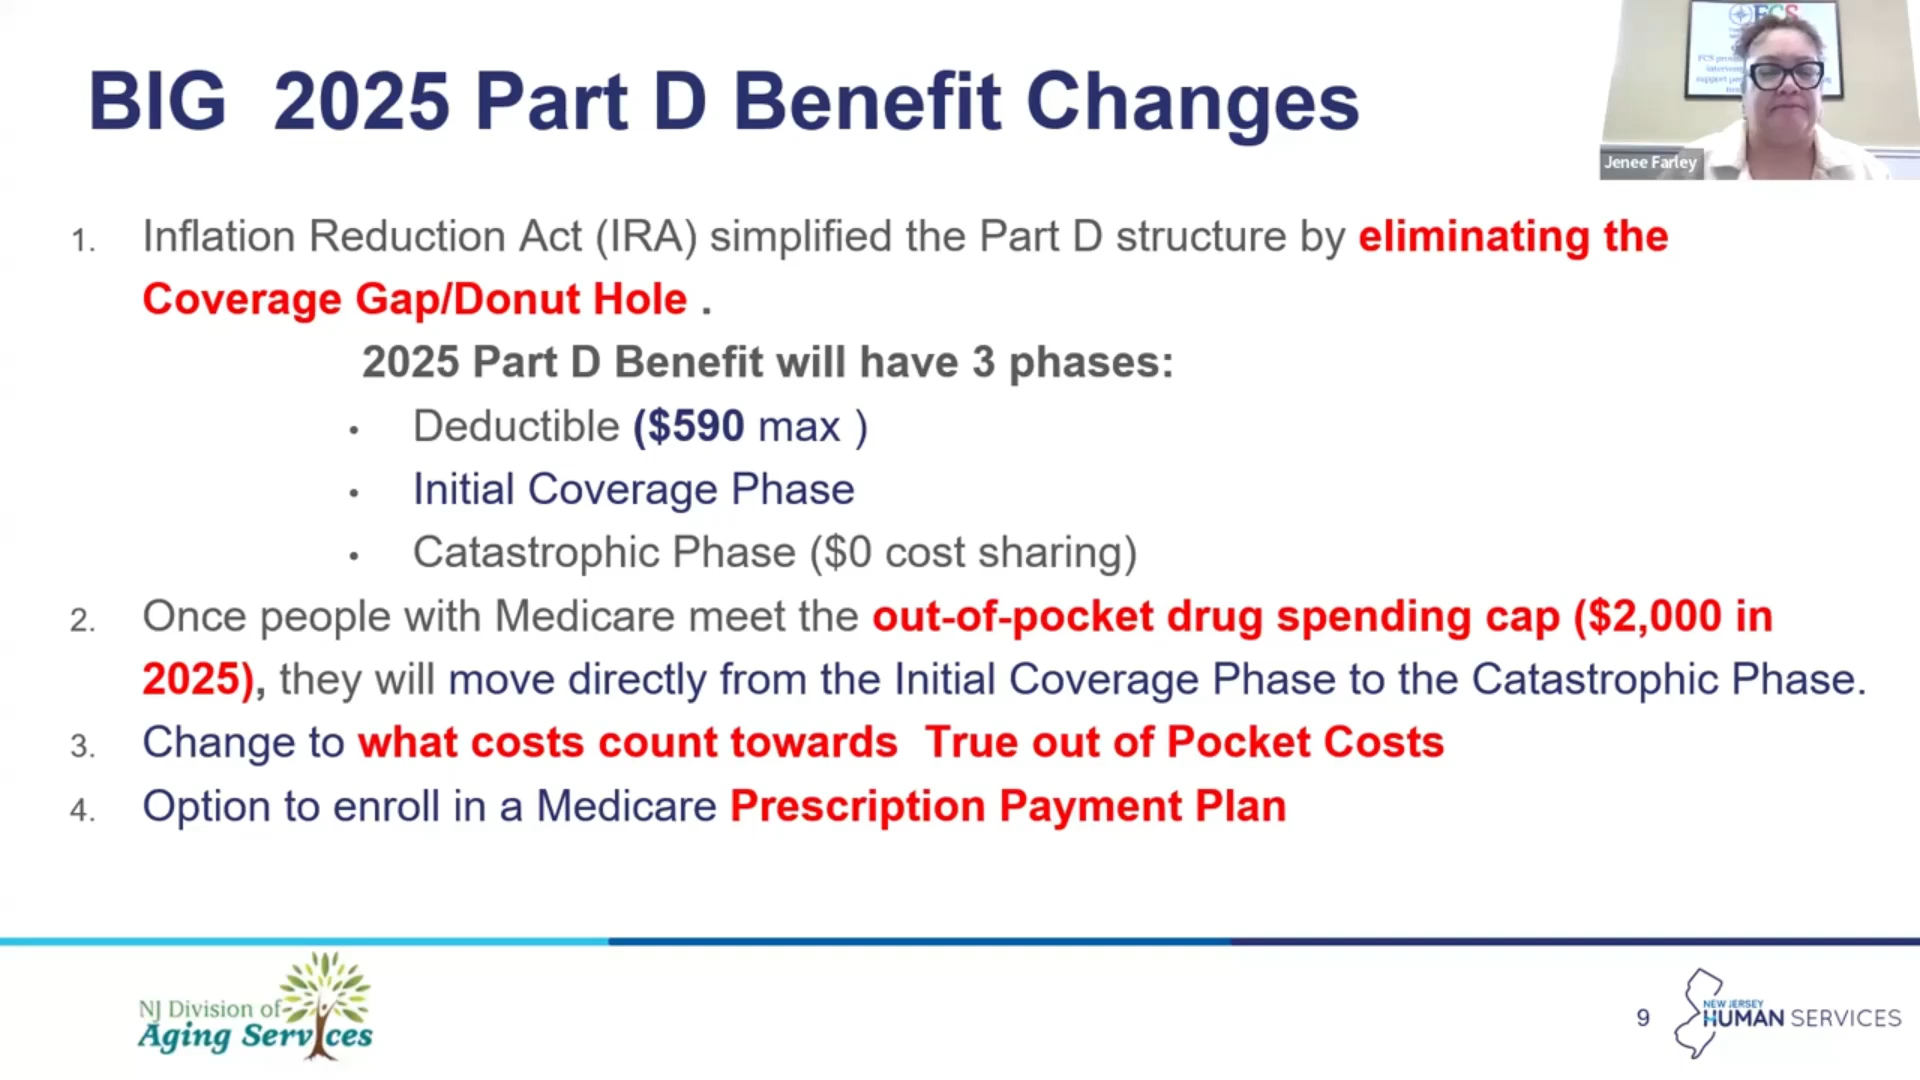 BIG 2025 Part D Benefit Changes
FCS
FCS
support
Jenee Farley
1. Inflation Reduction Act (IRA) simplified the Part D structure by eliminating the
Coverage Gap/Donut Hole .
2025 Part D Benefit will have 3 phases:
• Deductible ($590 max )
• Initial Coverage Phase
• Catastrophic Phase ($0 cost sharing)
2. Once people with Medicare meet the out-of-pocket drug spending cap ($2,000 in
2025), they will move directly from the Initial Coverage Phase to the Catastrophic Phase.
3. Change to what costs count towards True out of Pocket Costs
4. Option to enroll in a Medicare Prescription Payment Plan
NJ Division of
Aging Services
9
NEW JERSEY
HUMAN SERVICES